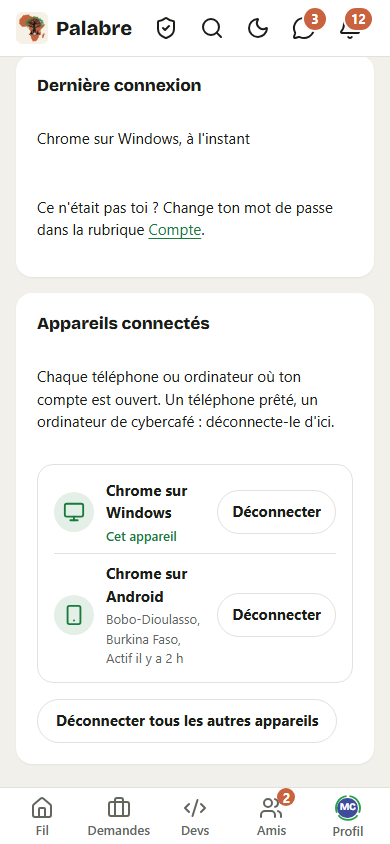 Palabre
3
12
Dernière connexion
Chrome sur Windows, à l'instant
Ce n'était pas toi ? Change ton mot de passe
dans la rubrique Compte.
Appareils connectés
Chaque téléphone ou ordinateur où ton
compte est ouvert. Un téléphone prêté, un
ordinateur de cybercafé : déconnecte-le d'ici.
Chrome sur
Windows
Cet appareil
Déconnecter
Chrome sur
Android
Bobo-Dioulasso,
Burkina Faso,
Actif il y a 2 h
Déconnecter
Déconnecter tous les autres appareils
Fil
Demandes
Devs
2
Amis
MC
Profil